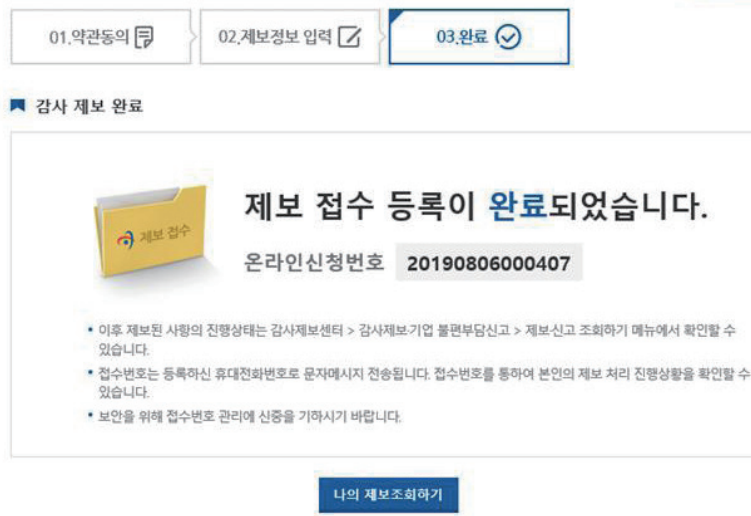 01.약관동의
02.제보정보 입력
03.완료
감사 제보 완료
제보 접수
제보 접수 등록이 완료되었습니다.
온라인신청번호 20190806000407
• 이후 제보된 사항의 진행상태는 감사제보센터 > 감사제보·기업 불편부담신고 > 제보·신고 조회하기 메뉴에서 확인할 수
있습니다.
• 접수번호는 등록하신 휴대전화번호로 문자메시지 전송됩니다. 접수번호를 통하여 본인의 제보 처리 진행상황을 확인할 수
있습니다.
• 보안을 위해 접수번호 관리에 신중을 기하시기 바랍니다.
나의 제보조회하기